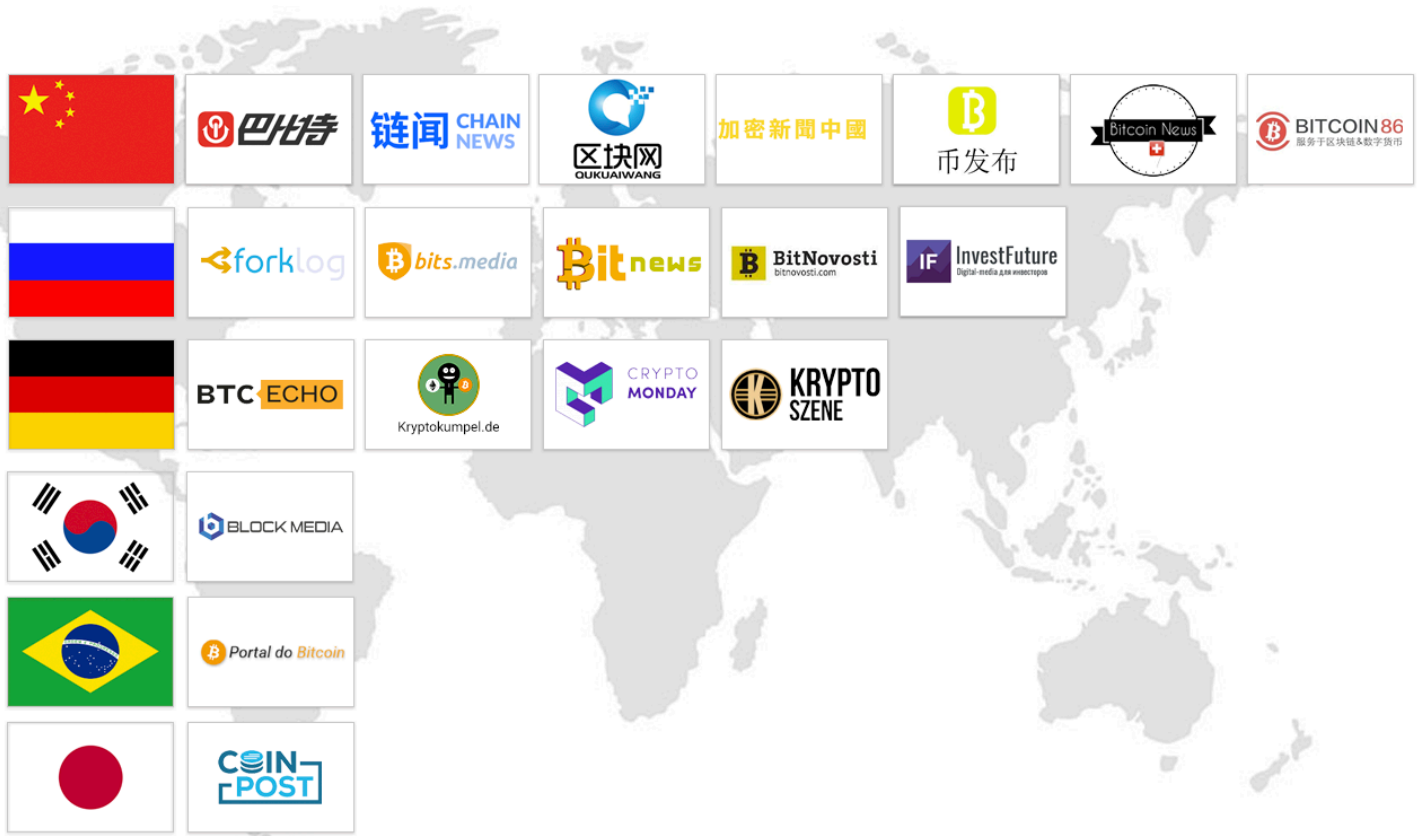 巴比特
链闻 CHAIN NEWS
区块网
QUKUAIWANG
加密新聞中國
币发布
Bitcoin News
BITCOIN86
服务于区块链&数字货币
forklog
bits.media
Bitnews
BitNovosti
bitnovosti.com
IF InvestFuture
Digital-media для инвесторов
BTC ECHO
Kryptokumpel.de
CRYPTO
MONDAY
KRYPTO
SZENE
BLOCK MEDIA
Portal do Bitcoin
COIN
POST